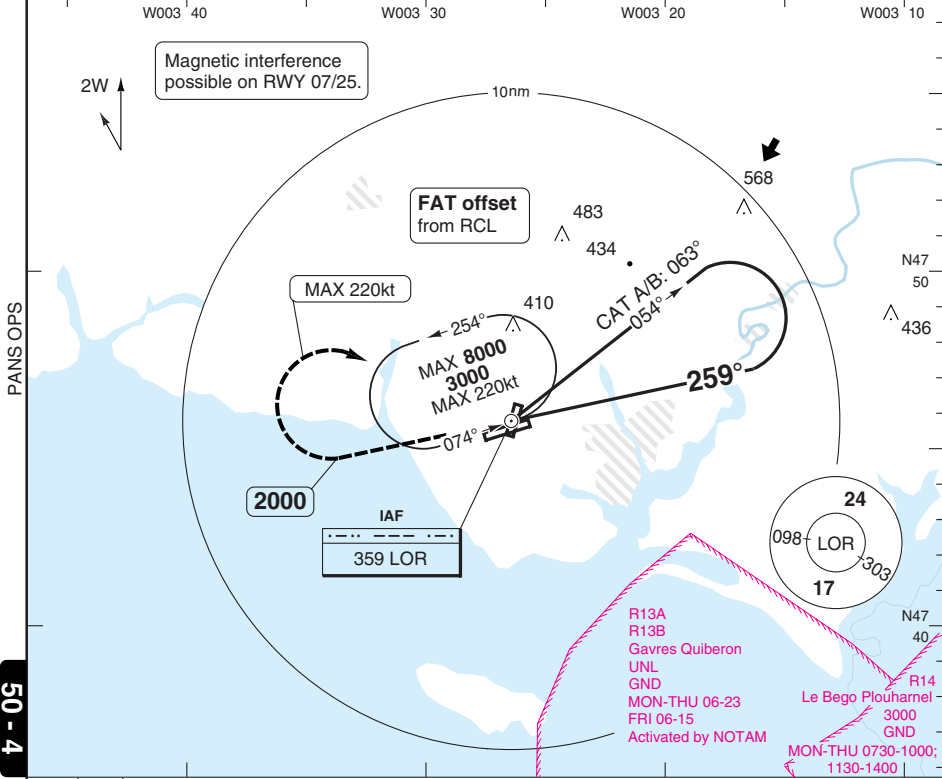 W003 40
W003 30
W003 20
W003 10
Magnetic interference
possible on RWY 07/25.
2W
10nm
568
FAT offset
from RCL
483
434
N47
50
MAX 220kt
410
CAT A/B: 063°
054°
436
254°
MAX 8000
3000
MAX 220kt
259°
074°
PANS OPS
2000
IAF
359 LOR
24
098
LOR
303
17
R13A
R13B
Gavres Quiberon
UNL
GND
MON-THU 06-23
FRI 06-15
Activated by NOTAM
N47
40
R14
Le Bego Plouharnel
3000
GND
MON-THU 0730-1000;
1130-1400
50 - 4